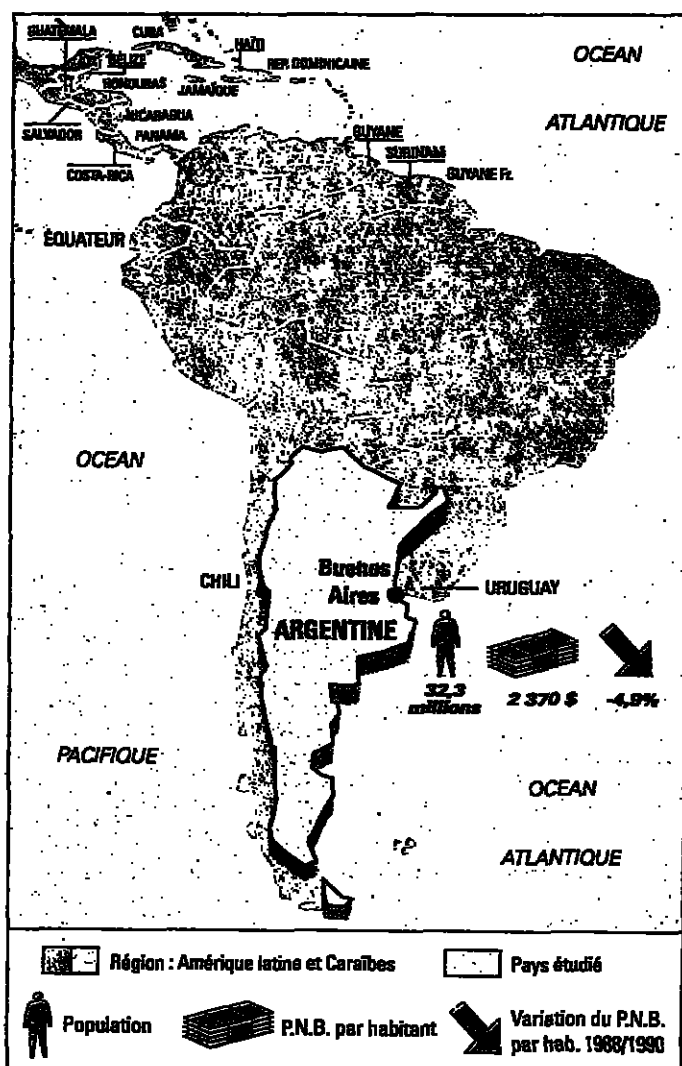 GUATEMALA
CUBA
HAÏTI
BELIZE
REP. DOMINICAINE
HONDURAS
JAMAÏQUE
NICARAGUA
SALVADOR
PANAMA
COSTA-RICA
OCEAN
ATLANTIQUE
GUYANE
SURINAM
GUYANE Fr.
ÉQUATEUR
OCEAN
CHILI
Buenos
Aires
URUGUAY
ARGENTINE
32,3
millions
2 370 $
-4,9%
PACIFIQUE
OCEAN
ATLANTIQUE
Région : Amérique latine et Caraïbes
Pays étudié
Population
P.N.B. par habitant
Variation du P.N.B.
par hab. 1988/1990